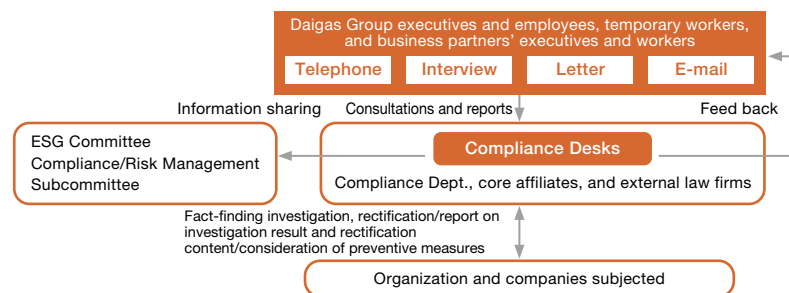 Daigas Group executives and employees, temporary workers,
and business partners' executives and workers
Telephone
Interview
Letter
E-mail
Information sharing
Consultations and reports
Feed back
ESG Committee
Compliance/Risk Management
Subcommittee
Compliance Desks
Compliance Dept., core affiliates, and external law firms
Fact-finding investigation, rectification/report on
investigation result and rectification
content/consideration of preventive measures
Organization and companies subjected